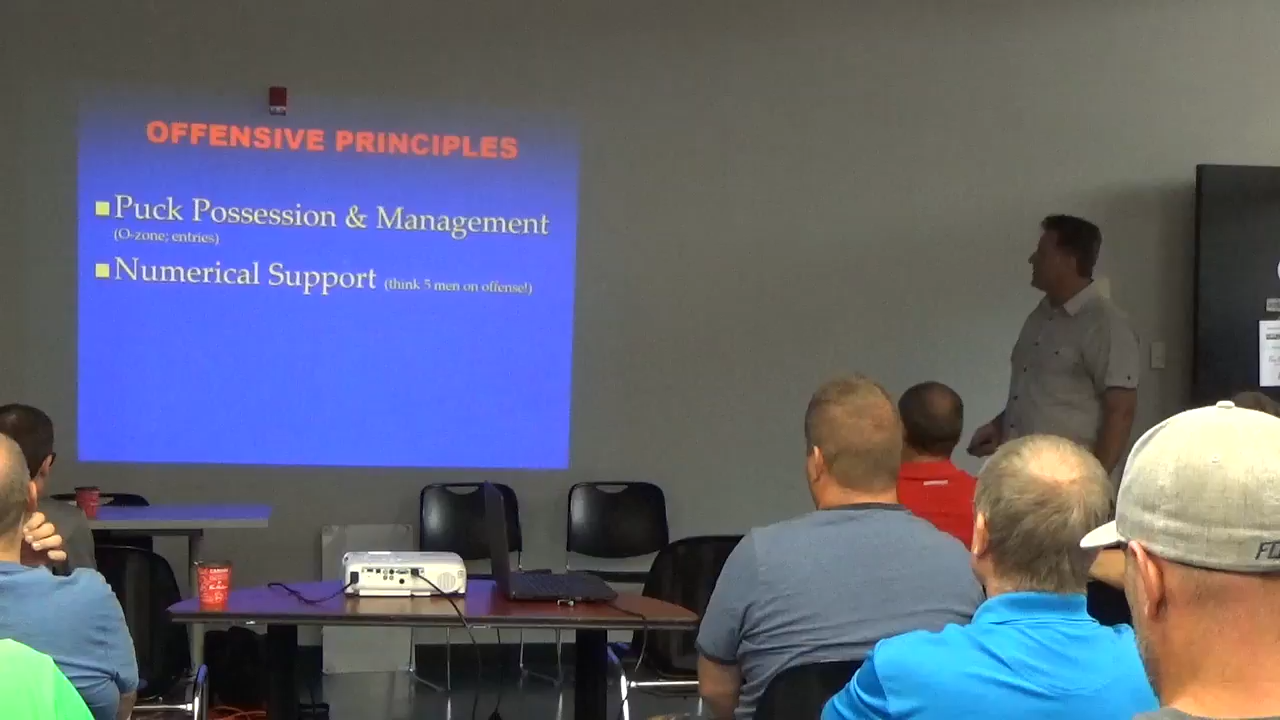 OFFENSIVE PRINCIPLES
Puck Possession & Management
(O-zone; entries)
Numerical Support (think 5 men on offense!)